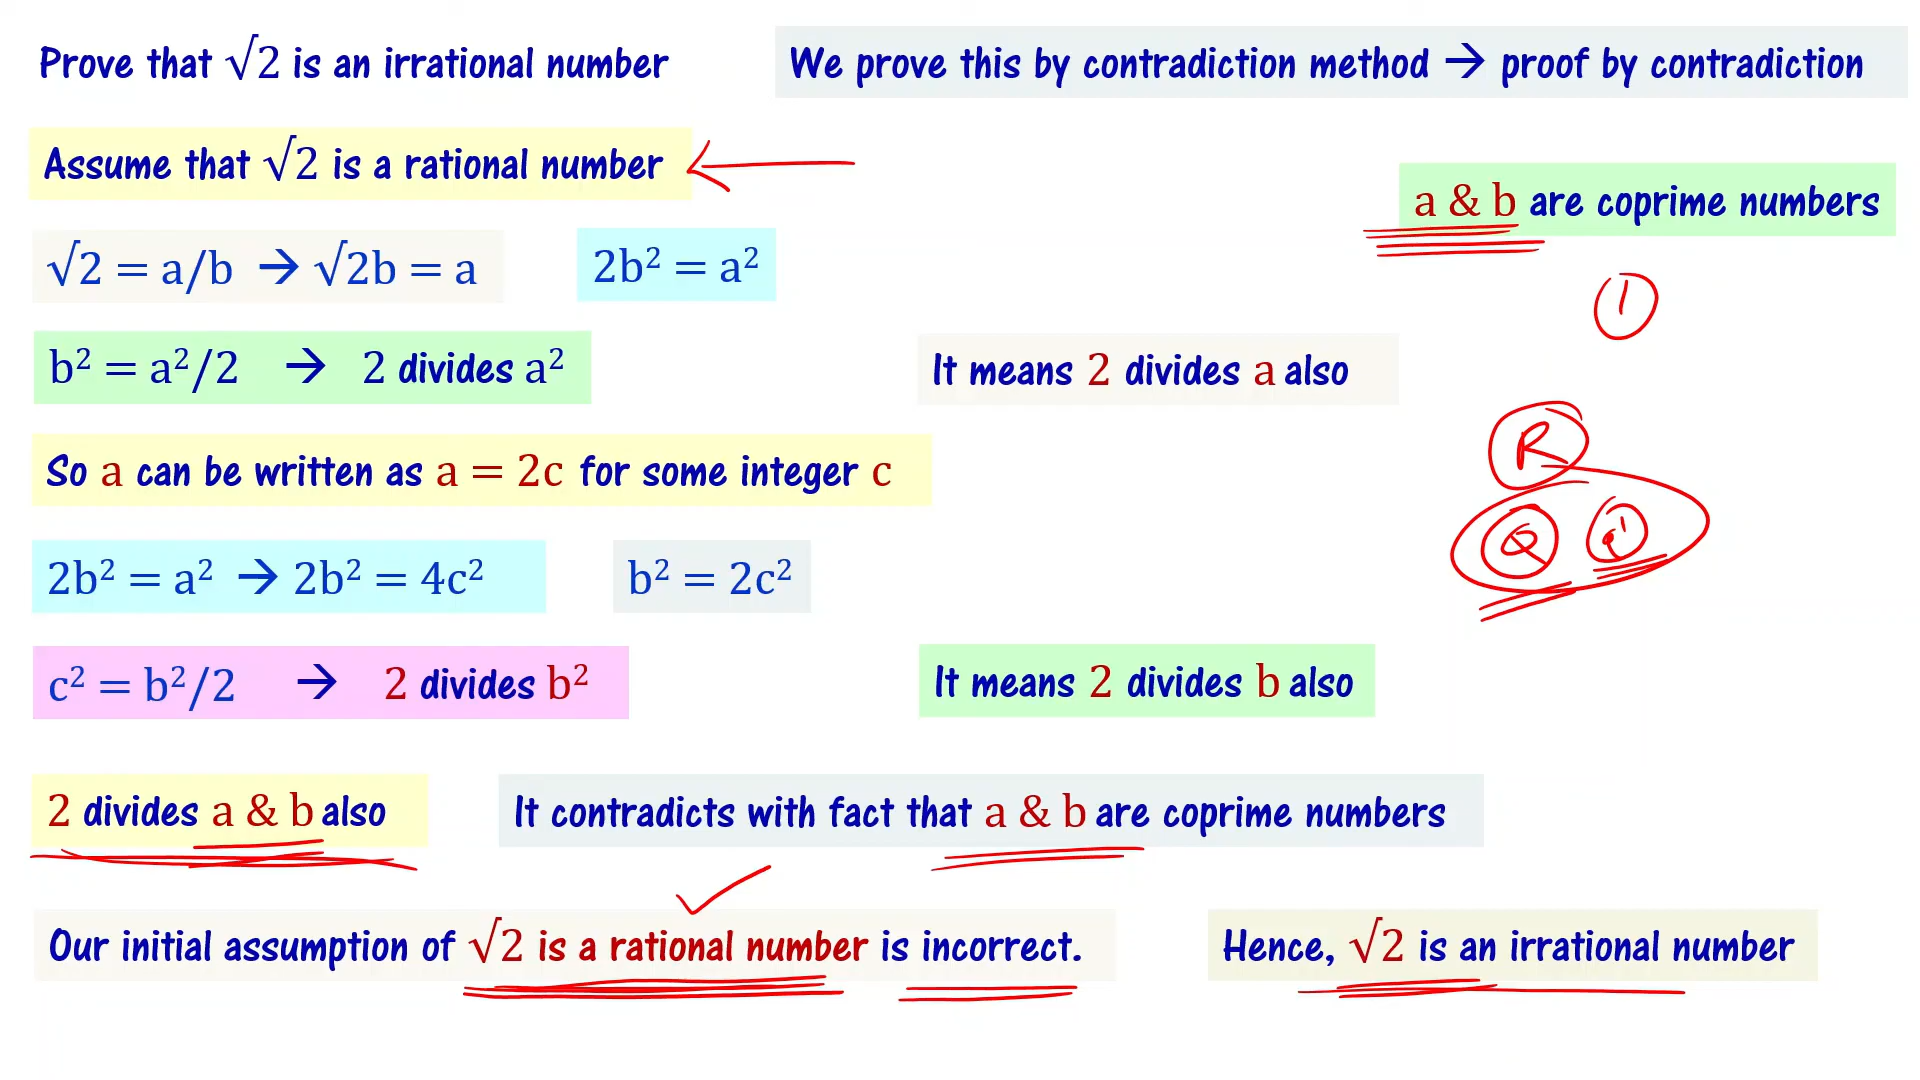 Prove that √2 is an irrational number
We prove this by contradiction method → proof by contradiction
Assume that √2 is a rational number
a & b are coprime numbers
√2 = a/b → √2b = a
2b² = a²
1
b² = a²/2 → 2 divides a²
It means 2 divides a also
R
So a can be written as a = 2c for some integer c
Q Q'
2b² = a² → 2b² = 4c²
b² = 2c²
c² = b²/2 → 2 divides b²
It means 2 divides b also
2 divides a & b also
It contradicts with fact that a & b are coprime numbers
Our initial assumption of √2 is a rational number is incorrect.
Hence, √2 is an irrational number